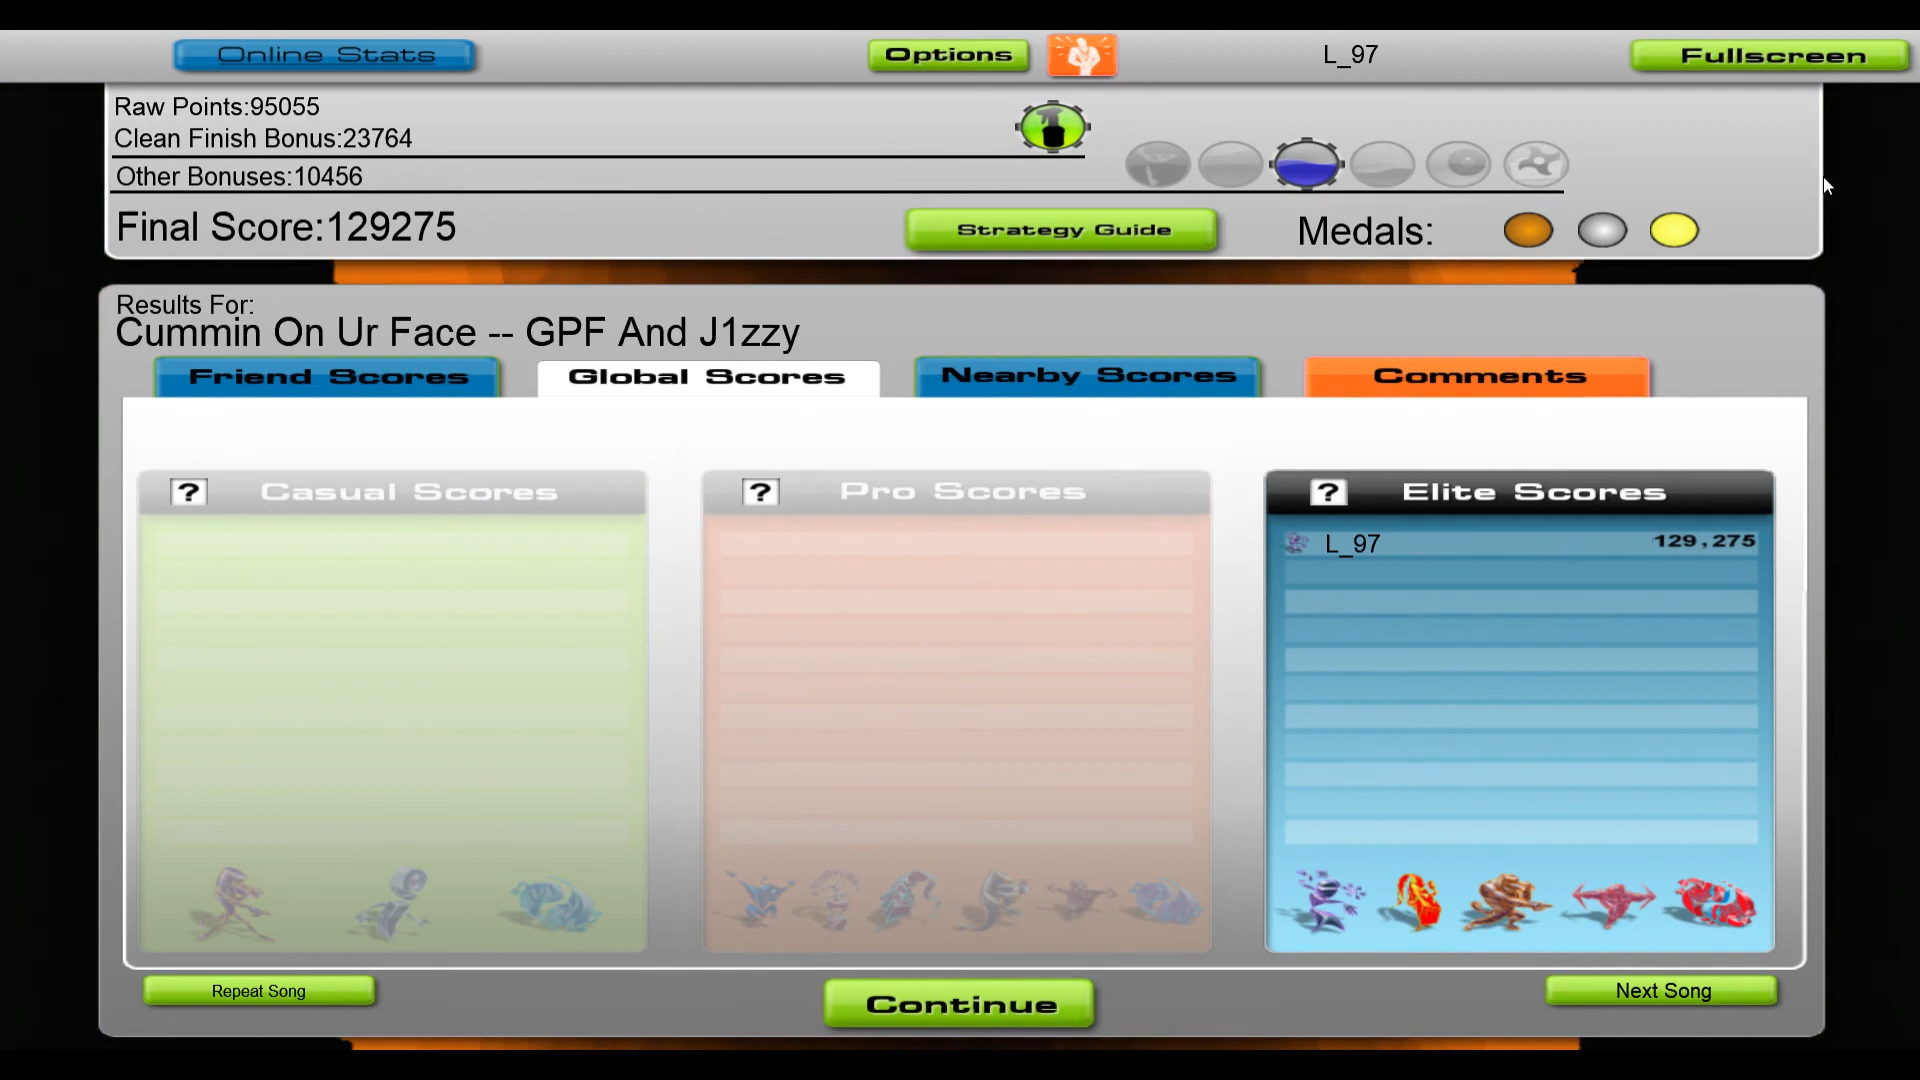 Online Stats
Options
L_97
Fullscreen
Raw Points:95055
Clean Finish Bonus:23764
Other Bonuses:10456
Final Score:129275
Strategy Guide
Medals:
Results For:
Cummin On Ur Face -- GPF And J1zzy
Friend Scores
Global Scores
Nearby Scores
Comments
? Casual Scores
? Pro Scores
? Elite Scores
L_97 129,275
Repeat Song
Continue
Next Song